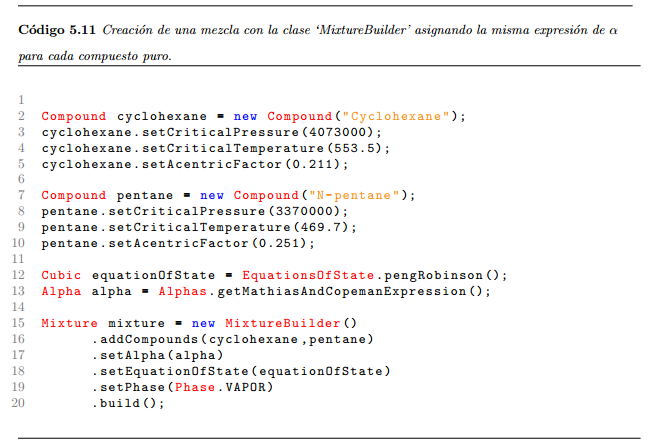 Código 5.11 Creación de una mezcla con la clase ‘MixtureBuilder’ asignando la misma expresión de α
para cada compuesto puro.
1
2 Compound cyclohexane = new Compound("Cyclohexane");
3 cyclohexane.setCriticalPressure(4073000);
4 cyclohexane.setCriticalTemperature(553.5);
5 cyclohexane.setAcentricFactor(0.211);
6
7 Compound pentane = new Compound("N-pentane");
8 pentane.setCriticalPressure(3370000);
9 pentane.setCriticalTemperature(469.7);
10 pentane.setAcentricFactor(0.251);
11
12 Cubic equationOfState = EquationsOfState.pengRobinson();
13 Alpha alpha = Alphas.getMathiasAndCopemanExpression();
14
15 Mixture mixture = new MixtureBuilder()
16 .addCompounds(cyclohexane,pentane)
17 .setAlpha(alpha)
18 .setEquationOfState(equationOfState)
19 .setPhase(Phase.VAPOR)
20 .build();